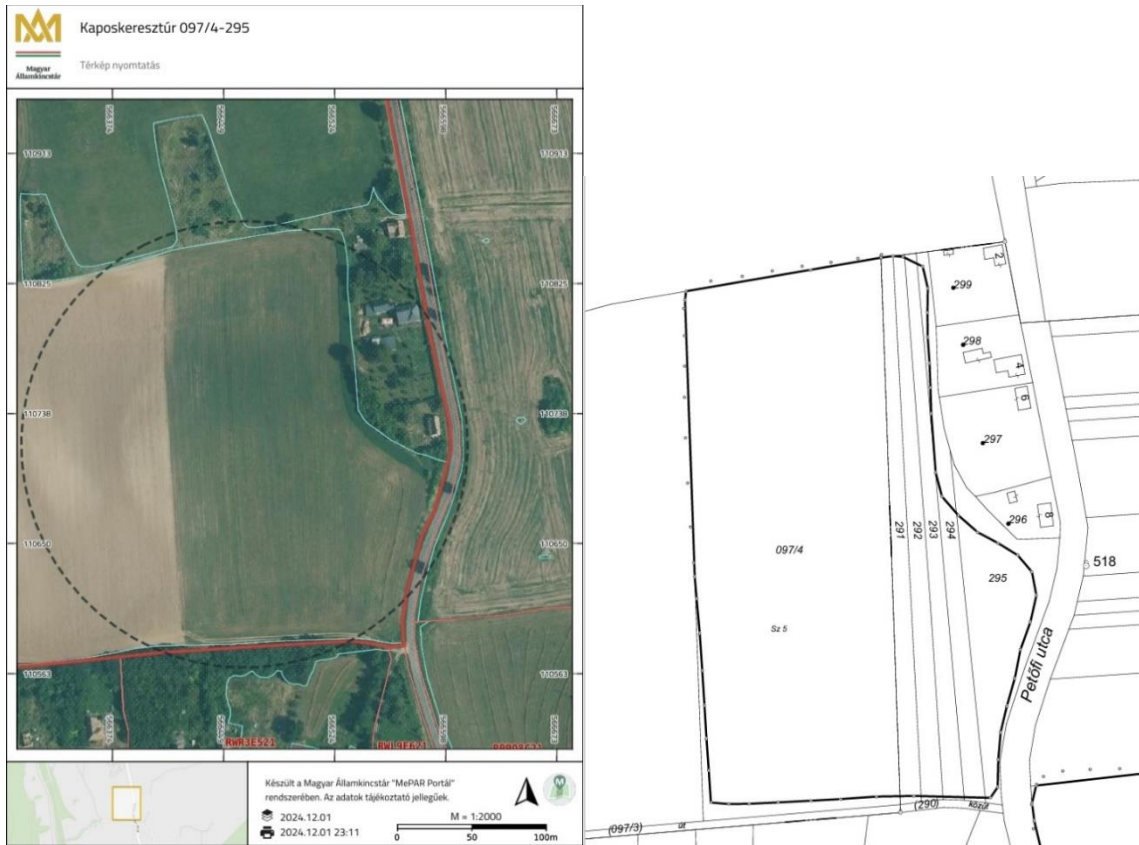 Kaposkeresztúr 097/4-295
Magyar
Államkincstár
Térkép nyomtatás
110913
110913
110825
110825
110738
110738
110650
110650
110563
110563
RWR3E521
Készült a Magyar Államkincstár "MePAR Portál"
rendszerében. Az adatok tájékoztató jellegűek.
2024.12.01
2024.12.01 23:11
M = 1:2000
0 50 100m
M
2
299
298
4
6
297
296
8
291
292
293
294
097/4
295
518
Sz 5
Petőfi utca
(290)
közút
(097/3)
út